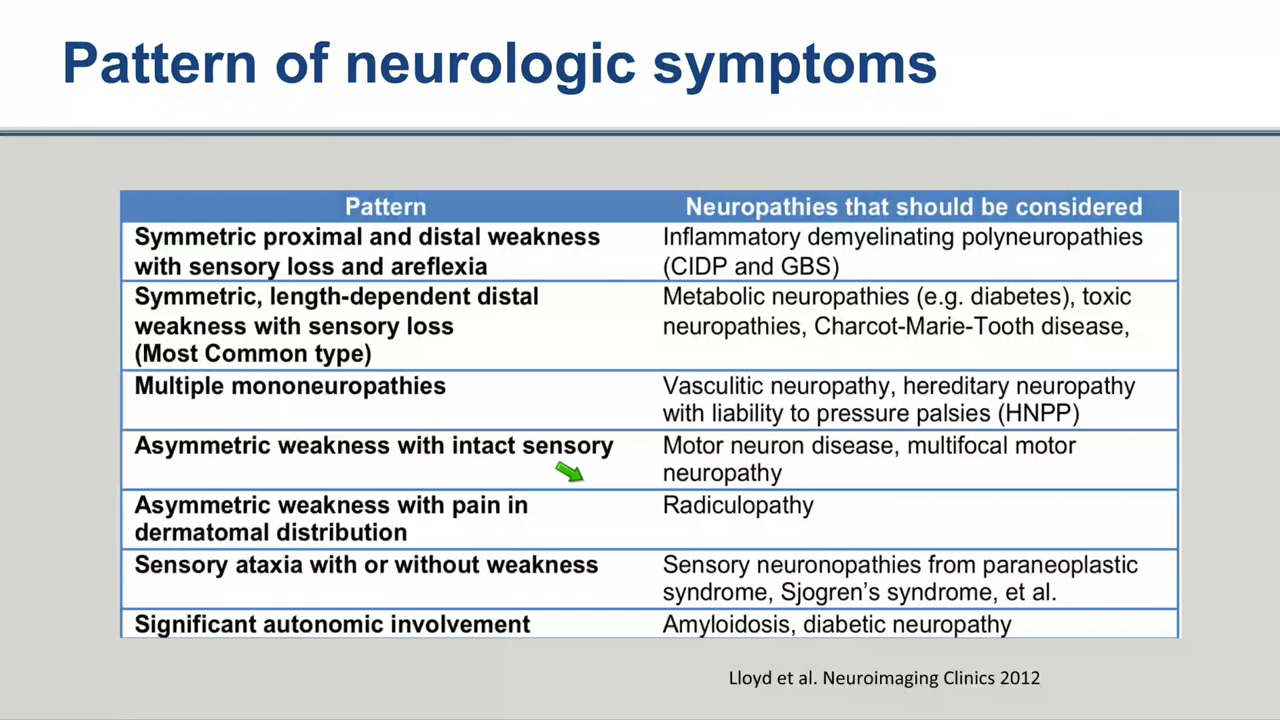 Pattern of neurologic symptoms
Pattern
Neuropathies that should be considered
Symmetric proximal and distal weakness
with sensory loss and areflexia
Inflammatory demyelinating polyneuropathies
(CIDP and GBS)
Symmetric, length-dependent distal
weakness with sensory loss
(Most Common type)
Metabolic neuropathies (e.g. diabetes), toxic
neuropathies, Charcot-Marie-Tooth disease,
Multiple mononeuropathies
Vasculitic neuropathy, hereditary neuropathy
with liability to pressure palsies (HNPP)
Asymmetric weakness with intact sensory
Motor neuron disease, multifocal motor
neuropathy
Asymmetric weakness with pain in
dermatomal distribution
Radiculopathy
Sensory ataxia with or without weakness
Sensory neuronopathies from paraneoplastic
syndrome, Sjogren’s syndrome, et al.
Significant autonomic involvement
Amyloidosis, diabetic neuropathy
Lloyd et al. Neuroimaging Clinics 2012